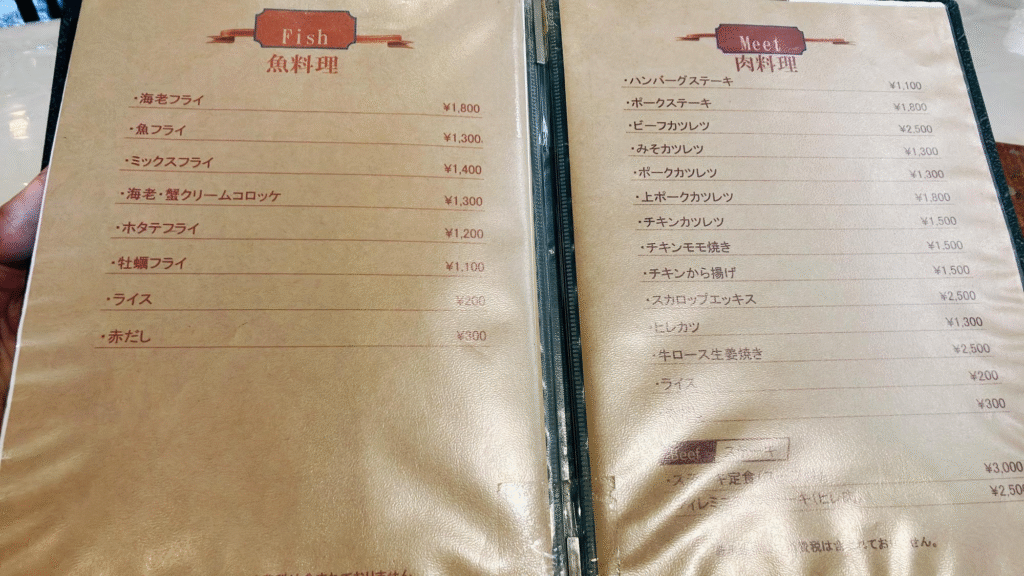 Fish
魚料理
・海老フライ ¥1,800
・魚フライ ¥1,300
・ミックスフライ ¥1,400
・海老・蟹クリームコロッケ ¥1,300
・ホタテフライ ¥1,200
・牡蠣フライ ¥1,100
・ライス ¥200
・赤だし ¥300
Meet
肉料理
・ハンバーグステーキ ¥1,100
・ポークステーキ ¥1,800
・ビーフカツレツ ¥2,500
・みそカツレツ ¥1,300
・ポークカツレツ ¥1,300
・上ポークカツレツ ¥1,800
・チキンカツレツ ¥1,500
・チキンモモ焼き ¥1,500
・チキンから揚げ ¥1,500
・スカロップエッキス ¥2,500
・ヒレカツ ¥1,300
・牛ロース生姜焼き ¥2,500
・ライス ¥200
¥300
¥3,000
¥2,500